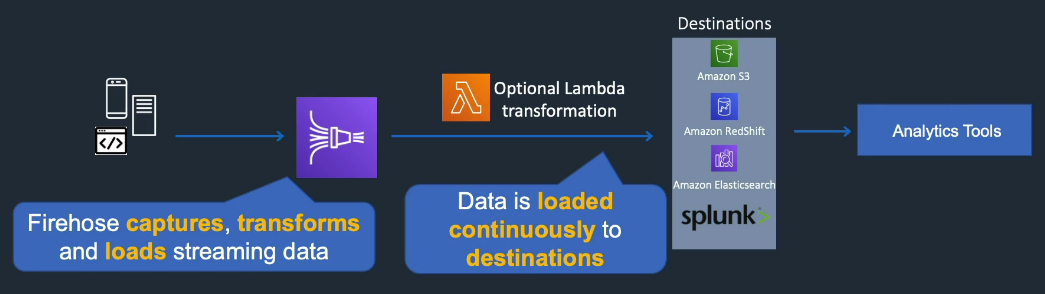 Destinations
Optional Lambda
transformation
Amazon S3
Amazon RedShift
Amazon Elasticsearch
splunk>
Analytics Tools
</>
Firehose captures, transforms
and loads streaming data
Data is loaded
continuously to
destinations